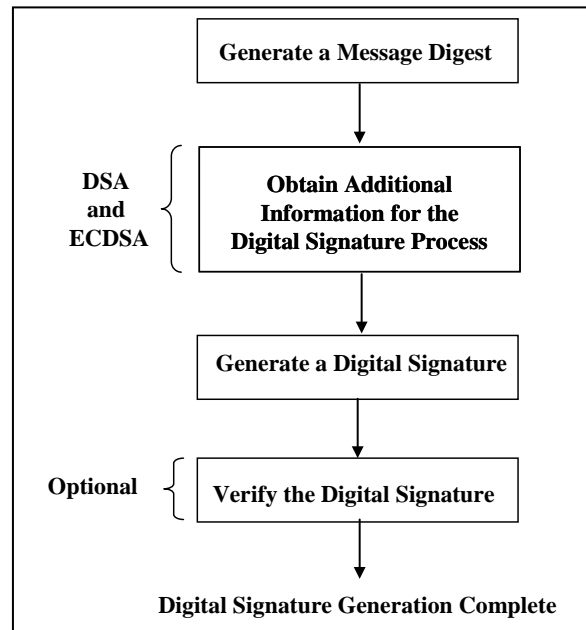 Generate a Message Digest
DSA
and
ECDSA
Obtain Additional
Information for the
Digital Signature Process
Generate a Digital Signature
Optional
Verify the Digital Signature
Digital Signature Generation Complete